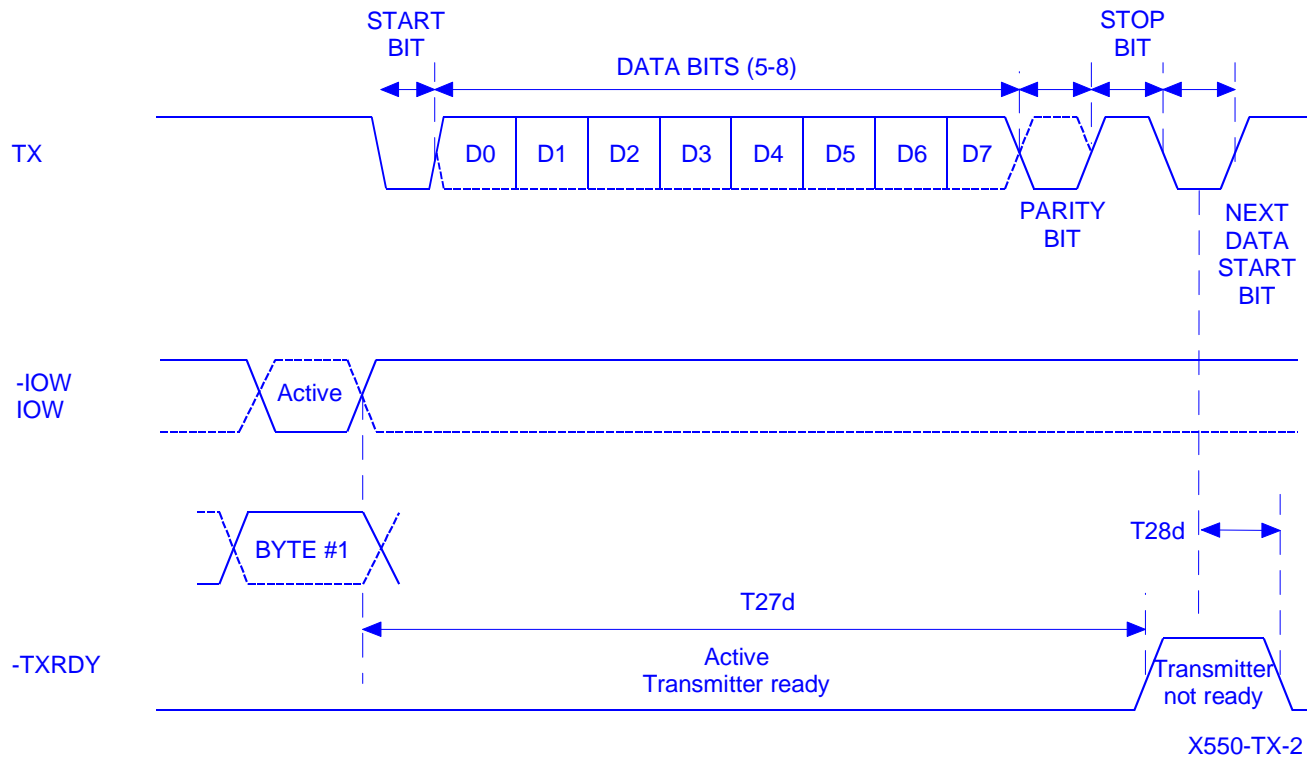 START
BIT
DATA BITS (5-8)
STOP
BIT
TX
D0 D1 D2 D3 D4 D5 D6 D7
PARITY
BIT
NEXT
DATA
START
BIT
-IOW
IOW
Active
BYTE #1
T28d
T27d
-TXRDY
Active
Transmitter ready
Transmitter
not ready
X550-TX-2